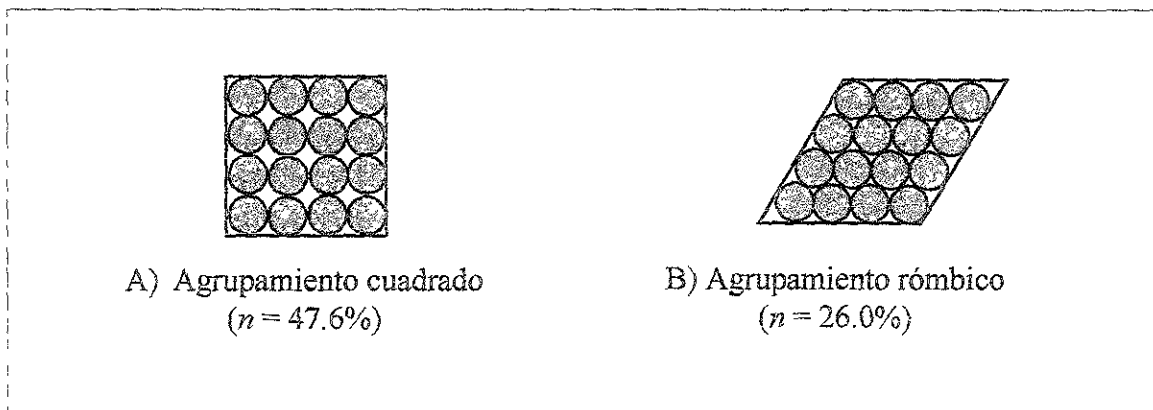 A) Agrupamiento cuadrado
(n = 47.6%)
B) Agrupamiento rómbico
(n = 26.0%)